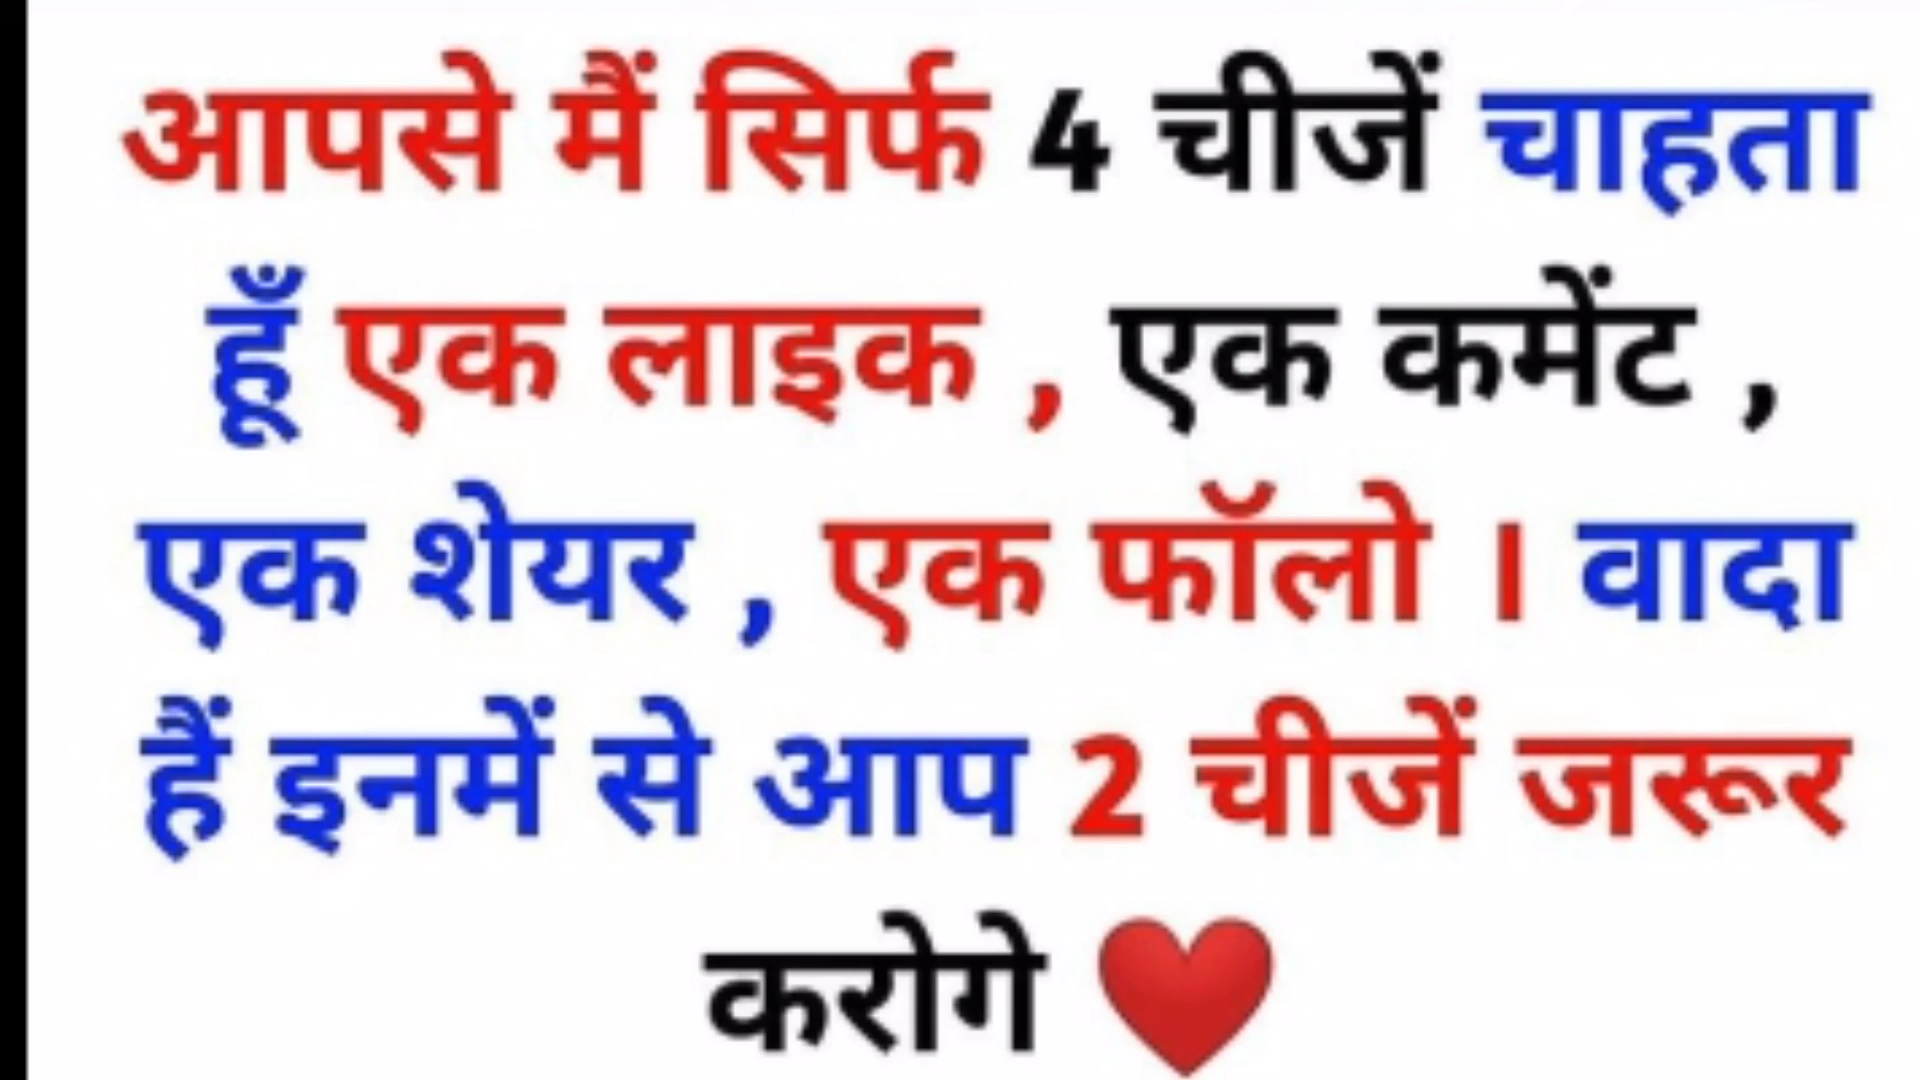 आपसे मैं सिर्फ 4 चीजें चाहता
हूँ एक लाइक , एक कमेंट ,
एक शेयर , एक फॉलो । वादा
हैं इनमें से आप 2 चीजें जरूर
करोगे ❤️